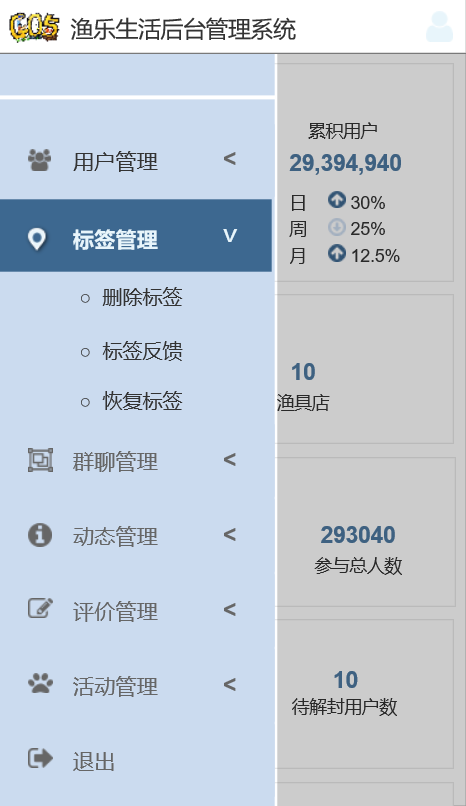 GOS 渔乐生活后台管理系统
用户管理 <
标签管理 v
删除标签
标签反馈
恢复标签
群聊管理 <
动态管理 <
评价管理 <
活动管理 <
退出
累积用户
29,394,940
日 30%
周 25%
月 12.5%
10
渔具店
293040
参与总人数
10
待解封用户数